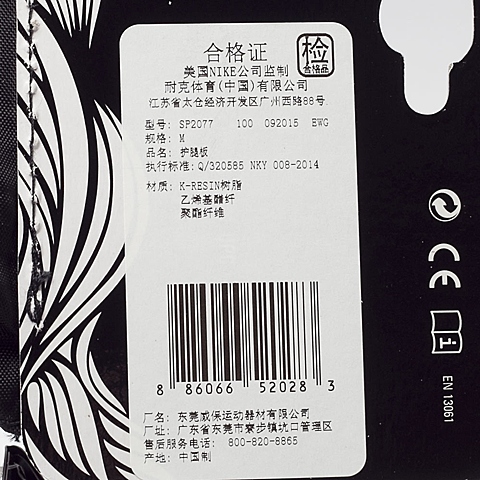 合格证
检
合格品
美国NIKE公司监制
耐克体育(中国)有限公司
江苏省太仓经济开发区广州西路88号
型号: SP2077 100 092015 EWG
规格: M
品名: 护腿板
执行标准: Q/320585 NKY 008-2014
材质: K-RESIN树脂
乙烯基醋纤
聚酯纤维
8 86066 52028 3
厂名: 东莞威保运动器材有限公司
厂址: 广东省东莞市寮步镇坑口管理区
售后服务电话: 800-820-8865
产地: 中国制
CE
i
EN 13061